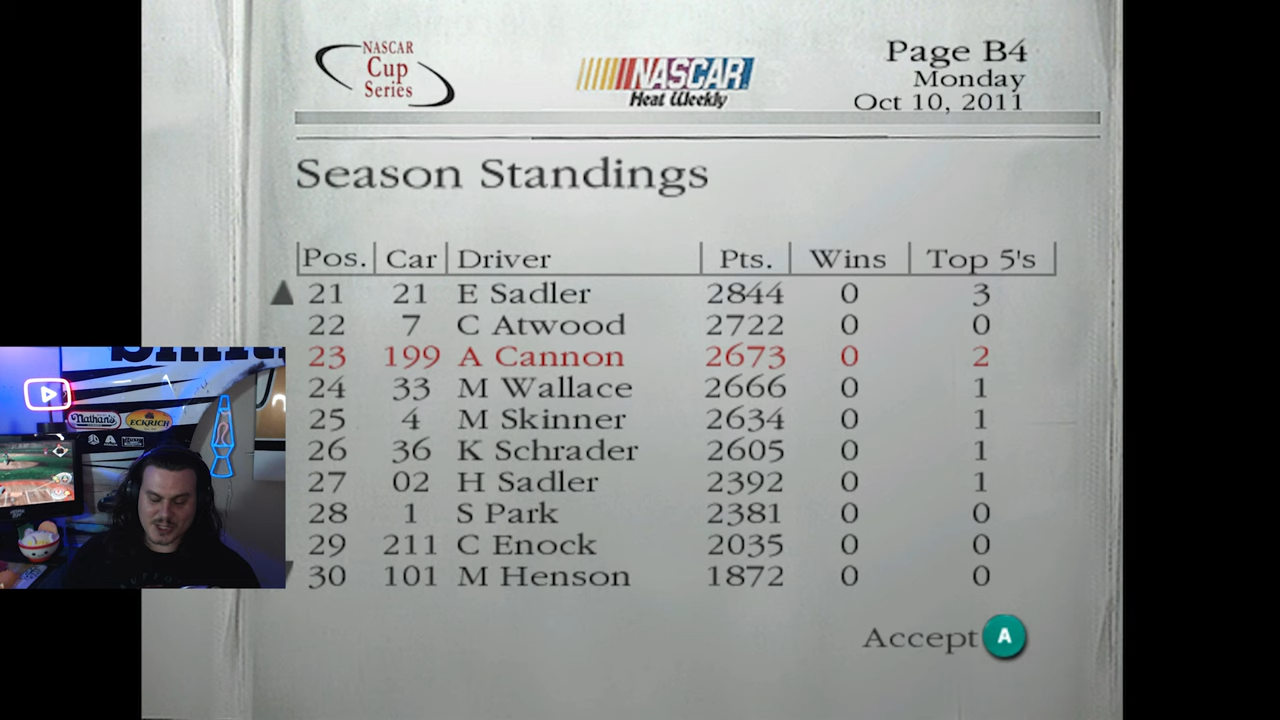 NASCAR
Cup
Series
NASCAR
Heat Weekly
Page B4
Monday
Oct 10, 2011
Season Standings
Pos. Car Driver Pts. Wins Top 5's
21 21 E Sadler 2844 0 3
22 7 C Atwood 2722 0 0
23 199 A Cannon 2673 0 2
24 33 M Wallace 2666 0 1
25 4 M Skinner 2634 0 1
26 36 K Schrader 2605 0 1
27 02 H Sadler 2392 0 1
28 1 S Park 2381 0 0
29 211 C Enock 2035 0 0
30 101 M Henson 1872 0 0
Accept A
Nathan's
ECKRICH